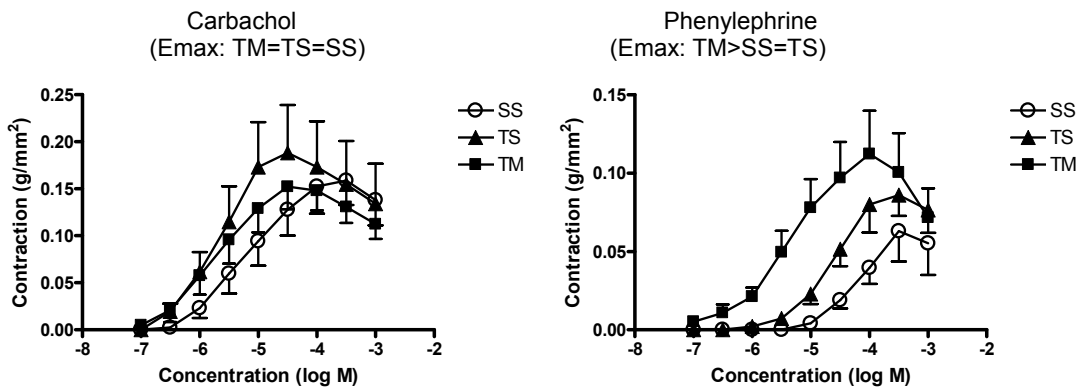 Carbachol
(Emax: TM=TS=SS)
0.25
0.20
0.15
0.10
0.05
0.00
Contraction (g/mm²)
-8 -7 -6 -5 -4 -3 -2
Concentration (log M)
SS
TS
TM
Phenylephrine
(Emax: TM>SS=TS)
0.15
0.10
0.05
0.00
Contraction (g/mm²)
-8 -7 -6 -5 -4 -3 -2
Concentration (log M)
SS
TS
TM